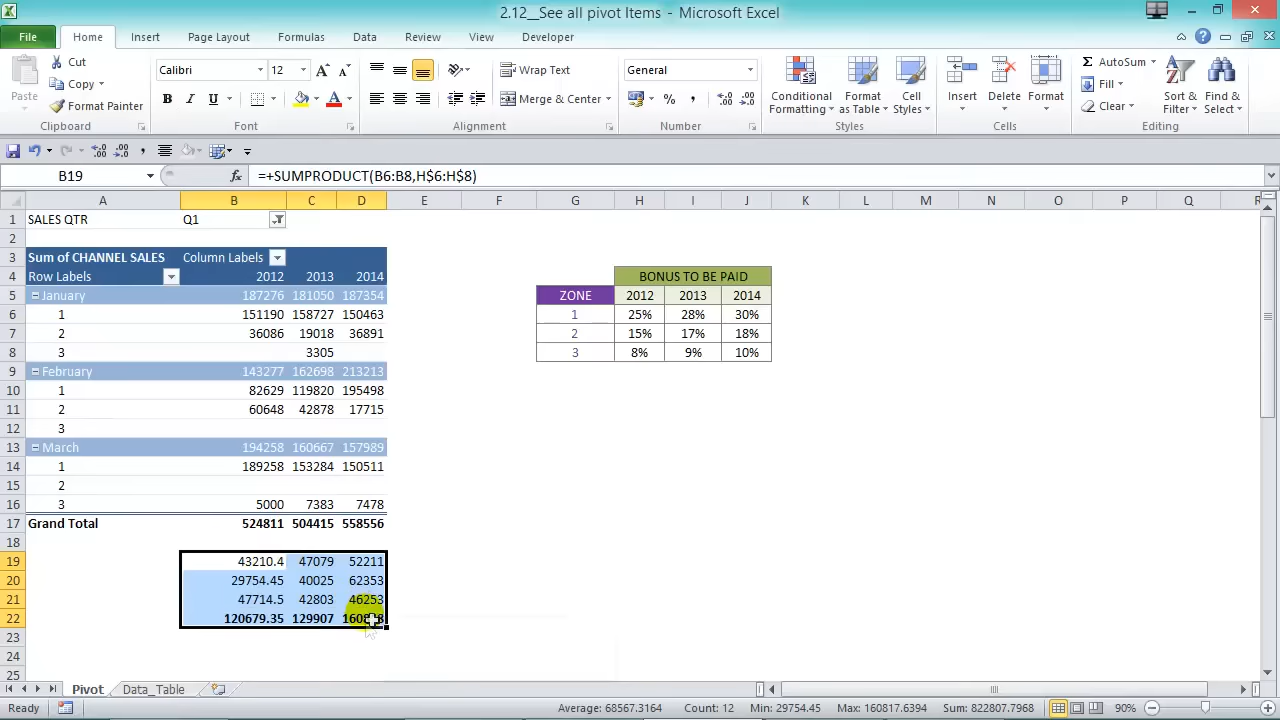 2.12__See all pivot Items - Microsoft Excel
File Home Insert Page Layout Formulas Data Review View Developer
Paste Cut Calibri 12 Wrap Text General Conditional Formatting Format as Table Cell Styles Insert Delete Format AutoSum Sort & Filter Find & Select
Copy Fill
Format Painter B I U Merge & Center % , Clear
Clipboard Font Alignment Number Styles Cells Editing
B19 fx =+SUMPRODUCT(B6:B8,H$6:H$8)
A B C D E F G H I J K L M N O P Q R
1 SALES QTR Q1
2
3 Sum of CHANNEL SALES Column Labels
4 Row Labels 2012 2013 2014 BONUS TO BE PAID
5 January 187276 181050 187354 ZONE 2012 2013 2014
6 1 151190 158727 150463 1 25% 28% 30%
7 2 36086 19018 36891 2 15% 17% 18%
8 3 3305 3 8% 9% 10%
9 February 143277 162698 213213
10 1 82629 119820 195498
11 2 60648 42878 17715
12 3
13 March 194258 160667 157989
14 1 189258 153284 150511
15 2
16 3 5000 7383 7478
17 Grand Total 524811 504415 558556
18
19 43210.4 47079 52211
20 29754.45 40025 62353
21 47714.5 42803 46253
22 120679.35 129907
23
24
25
Pivot Data_Table
Ready Average: 68567.3164 Count: 12 Min: 29754.45 Max: 160817.6394 Sum: 822807.7968 90%